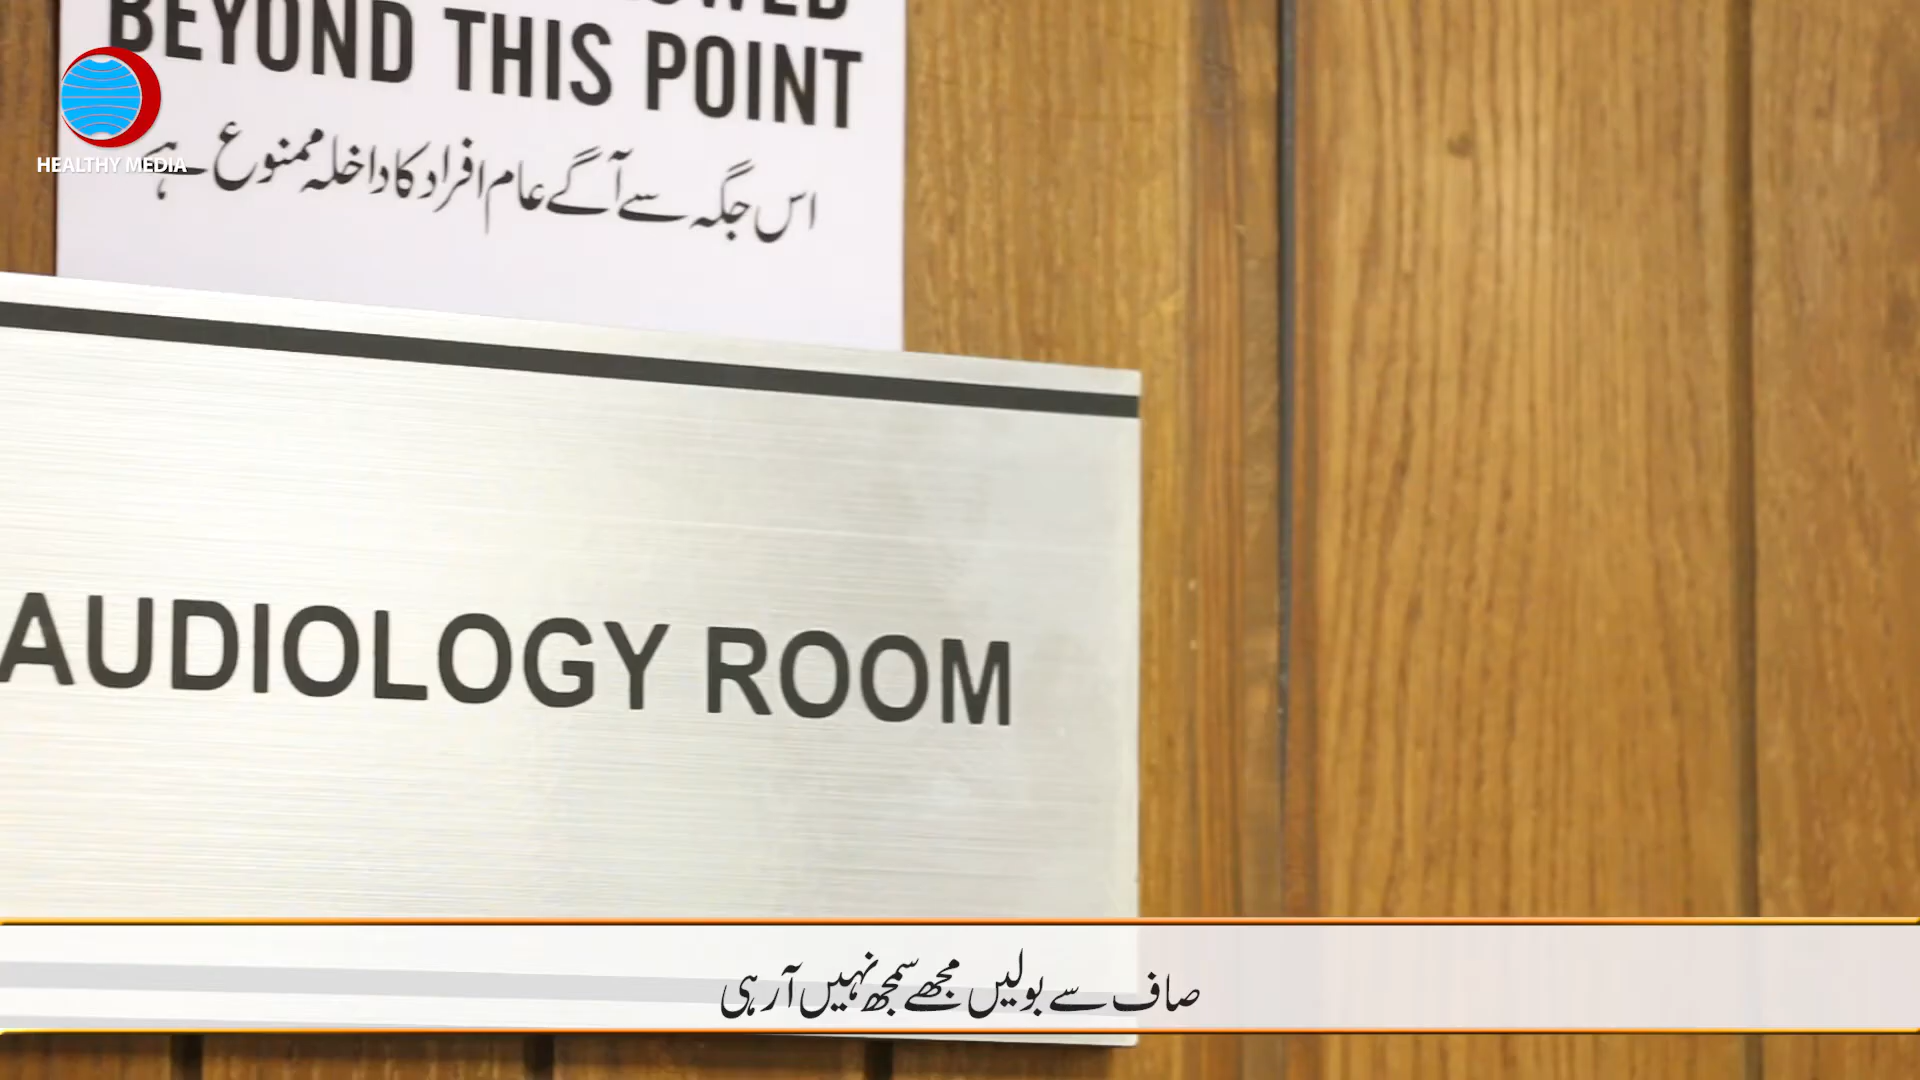 BEYOND THIS POINT
اس جگہ سے آگے عام افراد کا داخلہ ممنوع ہے
HEALTHY MEDIA
AUDIOLOGY ROOM
صاف سے بولیں مجھے سمجھ نہیں آرہی